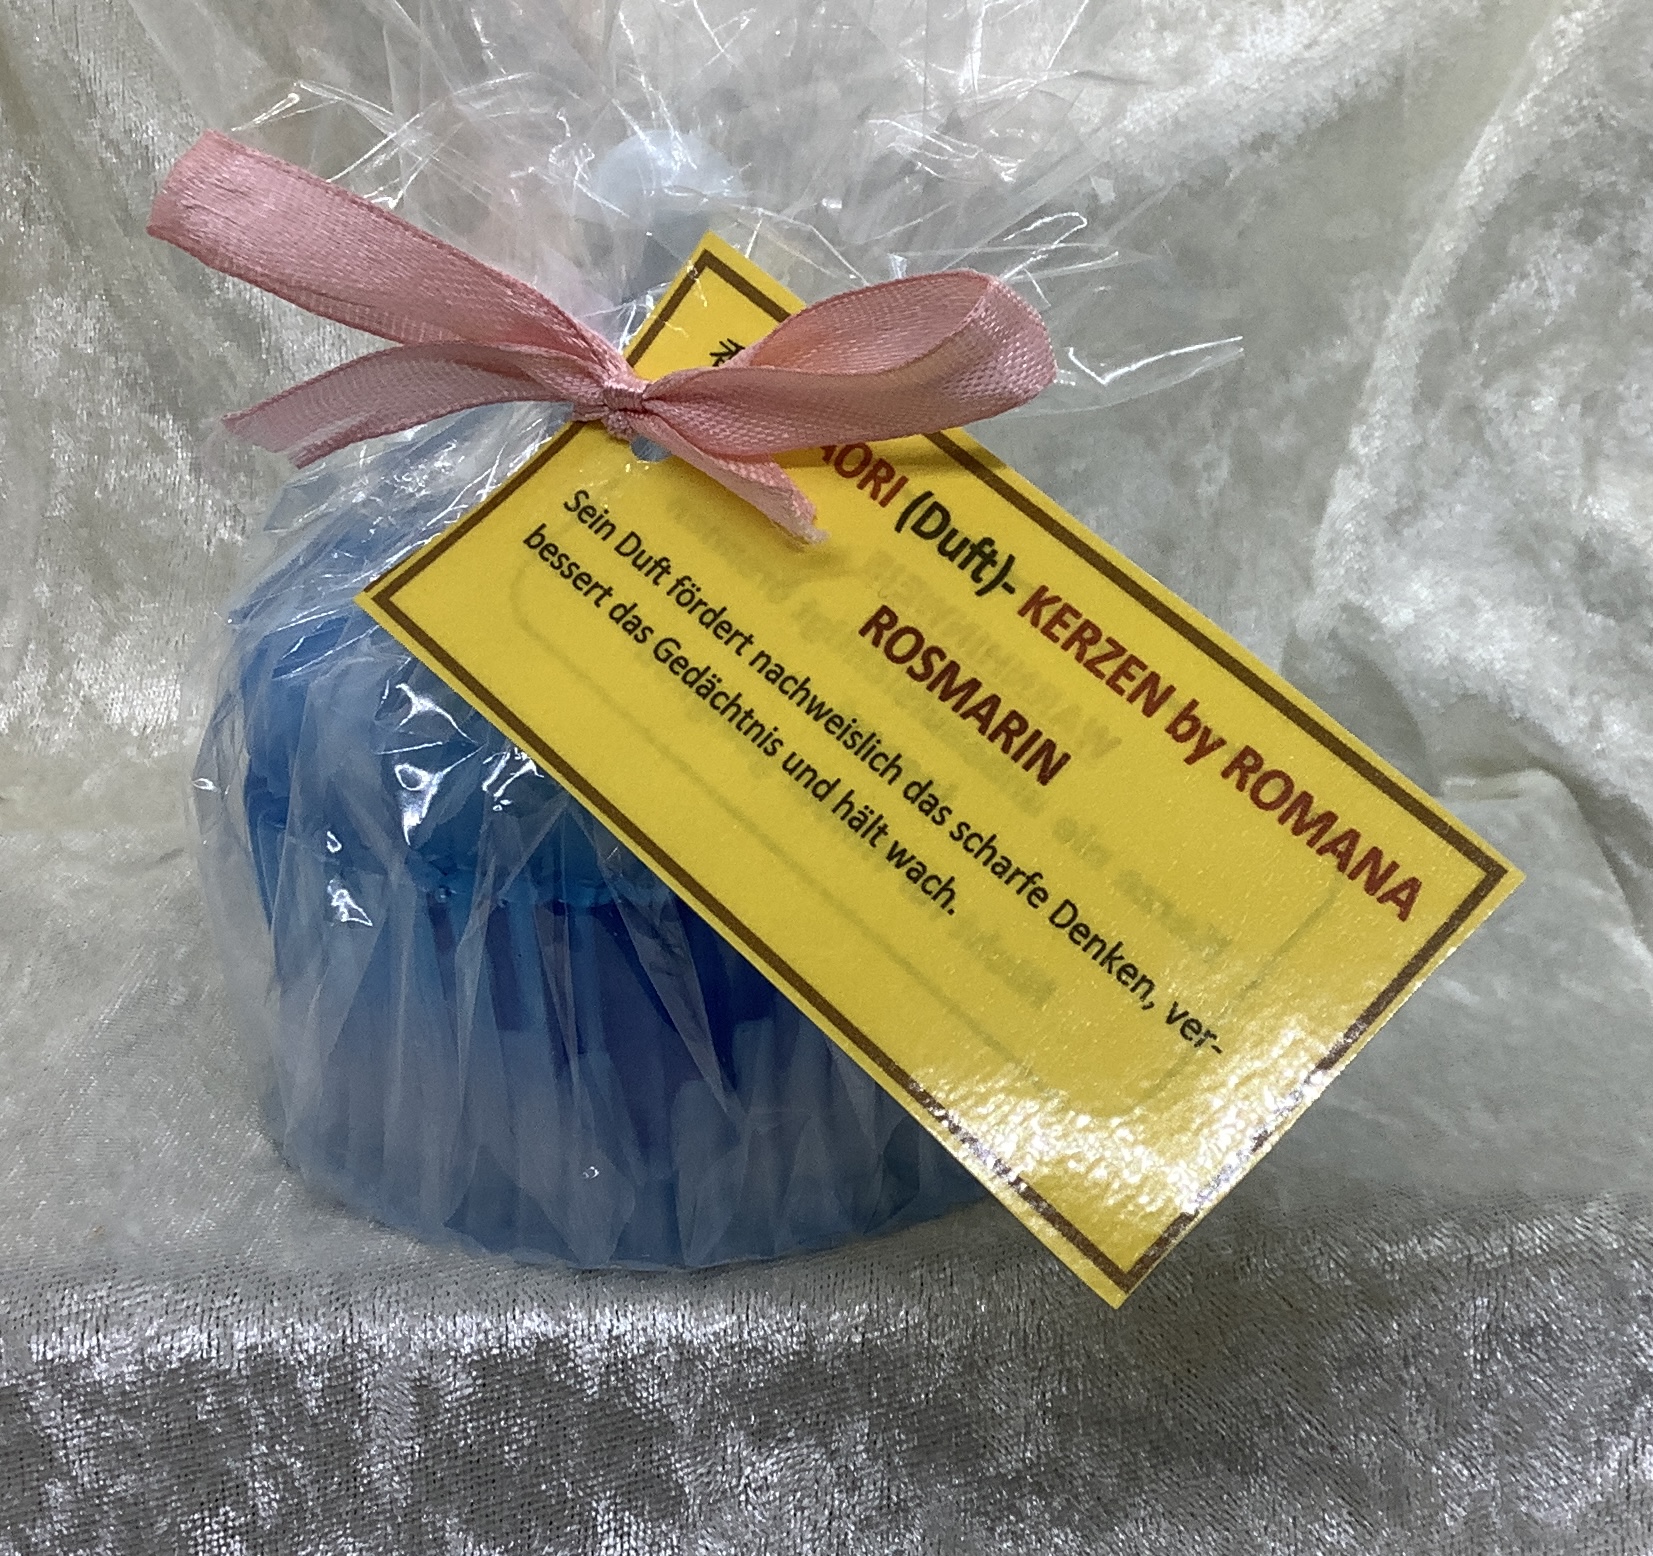 (Duft)- KERZEN by ROMANA
ROSMARIN
Sein Duft fördert nachweislich das scharfe Denken, ver-
bessert das Gedächtnis und hält wach.